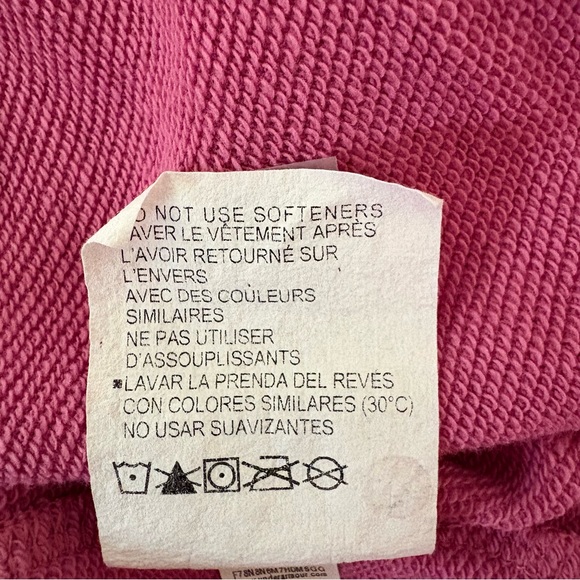 O NOT USE SOFTENERS
AVER LE VÊTEMENT APRÈS
L'AVOIR RETOURNÉ SUR
L'ENVERS
AVEC DES COULEURS
SIMILAIRES
NE PAS UTILISER
D'ASSOUPLISSANTS
LAVAR LA PRENDA DEL REVÉS
CON COLORES SIMILARES (30°C)
NO USAR SUAVIZANTES